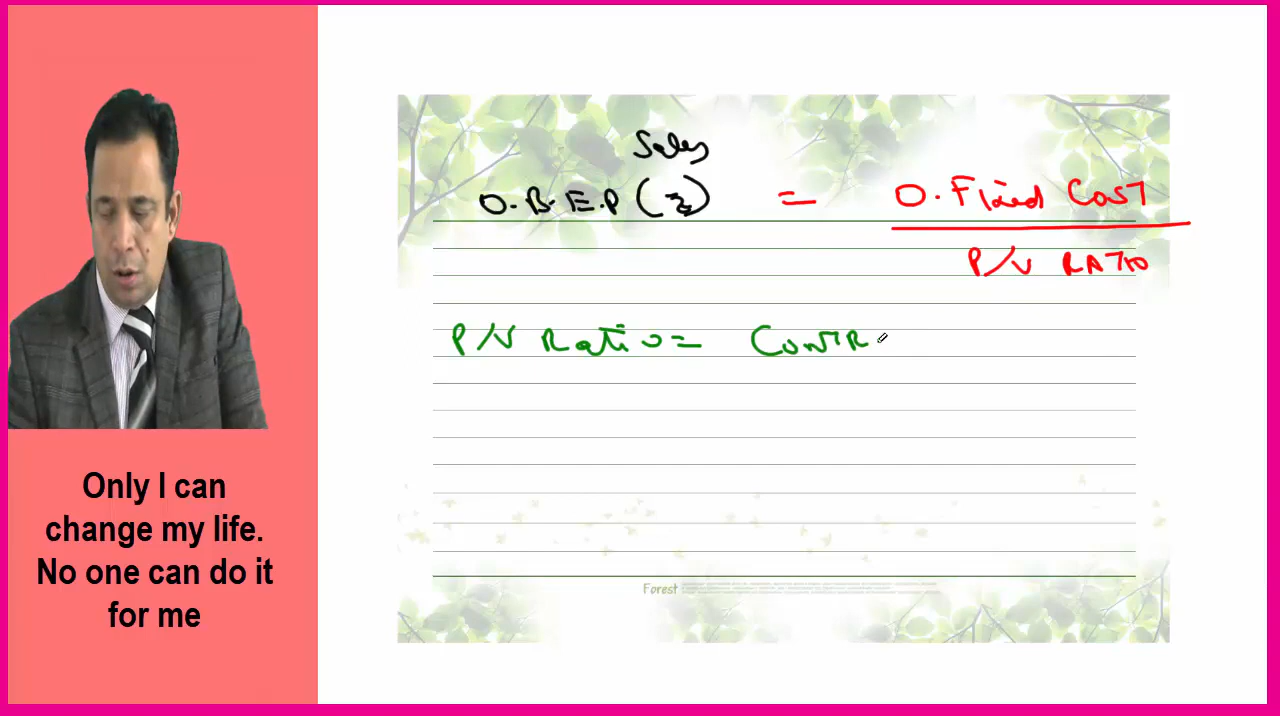 Only I can
change my life.
No one can do it
for me
Sales
O.B.E.P ( ) = O.Fixed Cost
P/V RATIO
P/V Ratio = CONTR
Forest